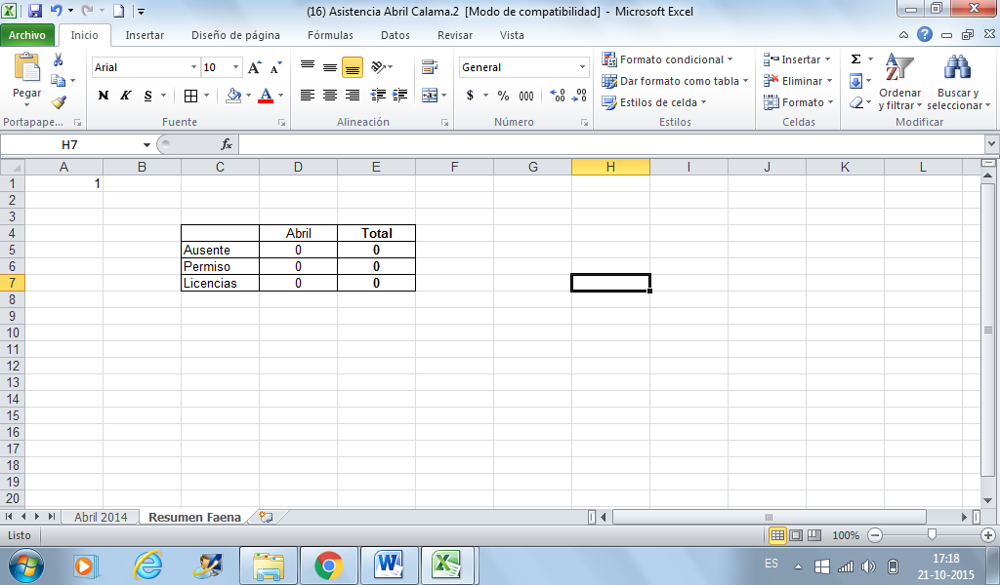 (16) Asistencia Abril Calama.2 [Modo de compatibilidad] - Microsoft Excel
Archivo Inicio Insertar Diseño de página Fórmulas Datos Revisar Vista
Pegar
Arial 10
N K S
General
$ % 000
Formato condicional
Dar formato como tabla
Estilos de celda
Insertar
Eliminar
Formato
Σ
Ordenar y filtrar
Buscar y seleccionar
Portapape... Fuente Alineación Número Estilos Celdas Modificar
H7 fx
A B C D E F G H I J K L
1 1
2
3
4 Abril Total
5 Ausente 0 0
6 Permiso 0 0
7 Licencias 0 0
8
9
10
11
12
13
14
15
16
17
18
19
20
Abril 2014 Resumen Faena
Listo 100%
ES 17:18
21-10-2015